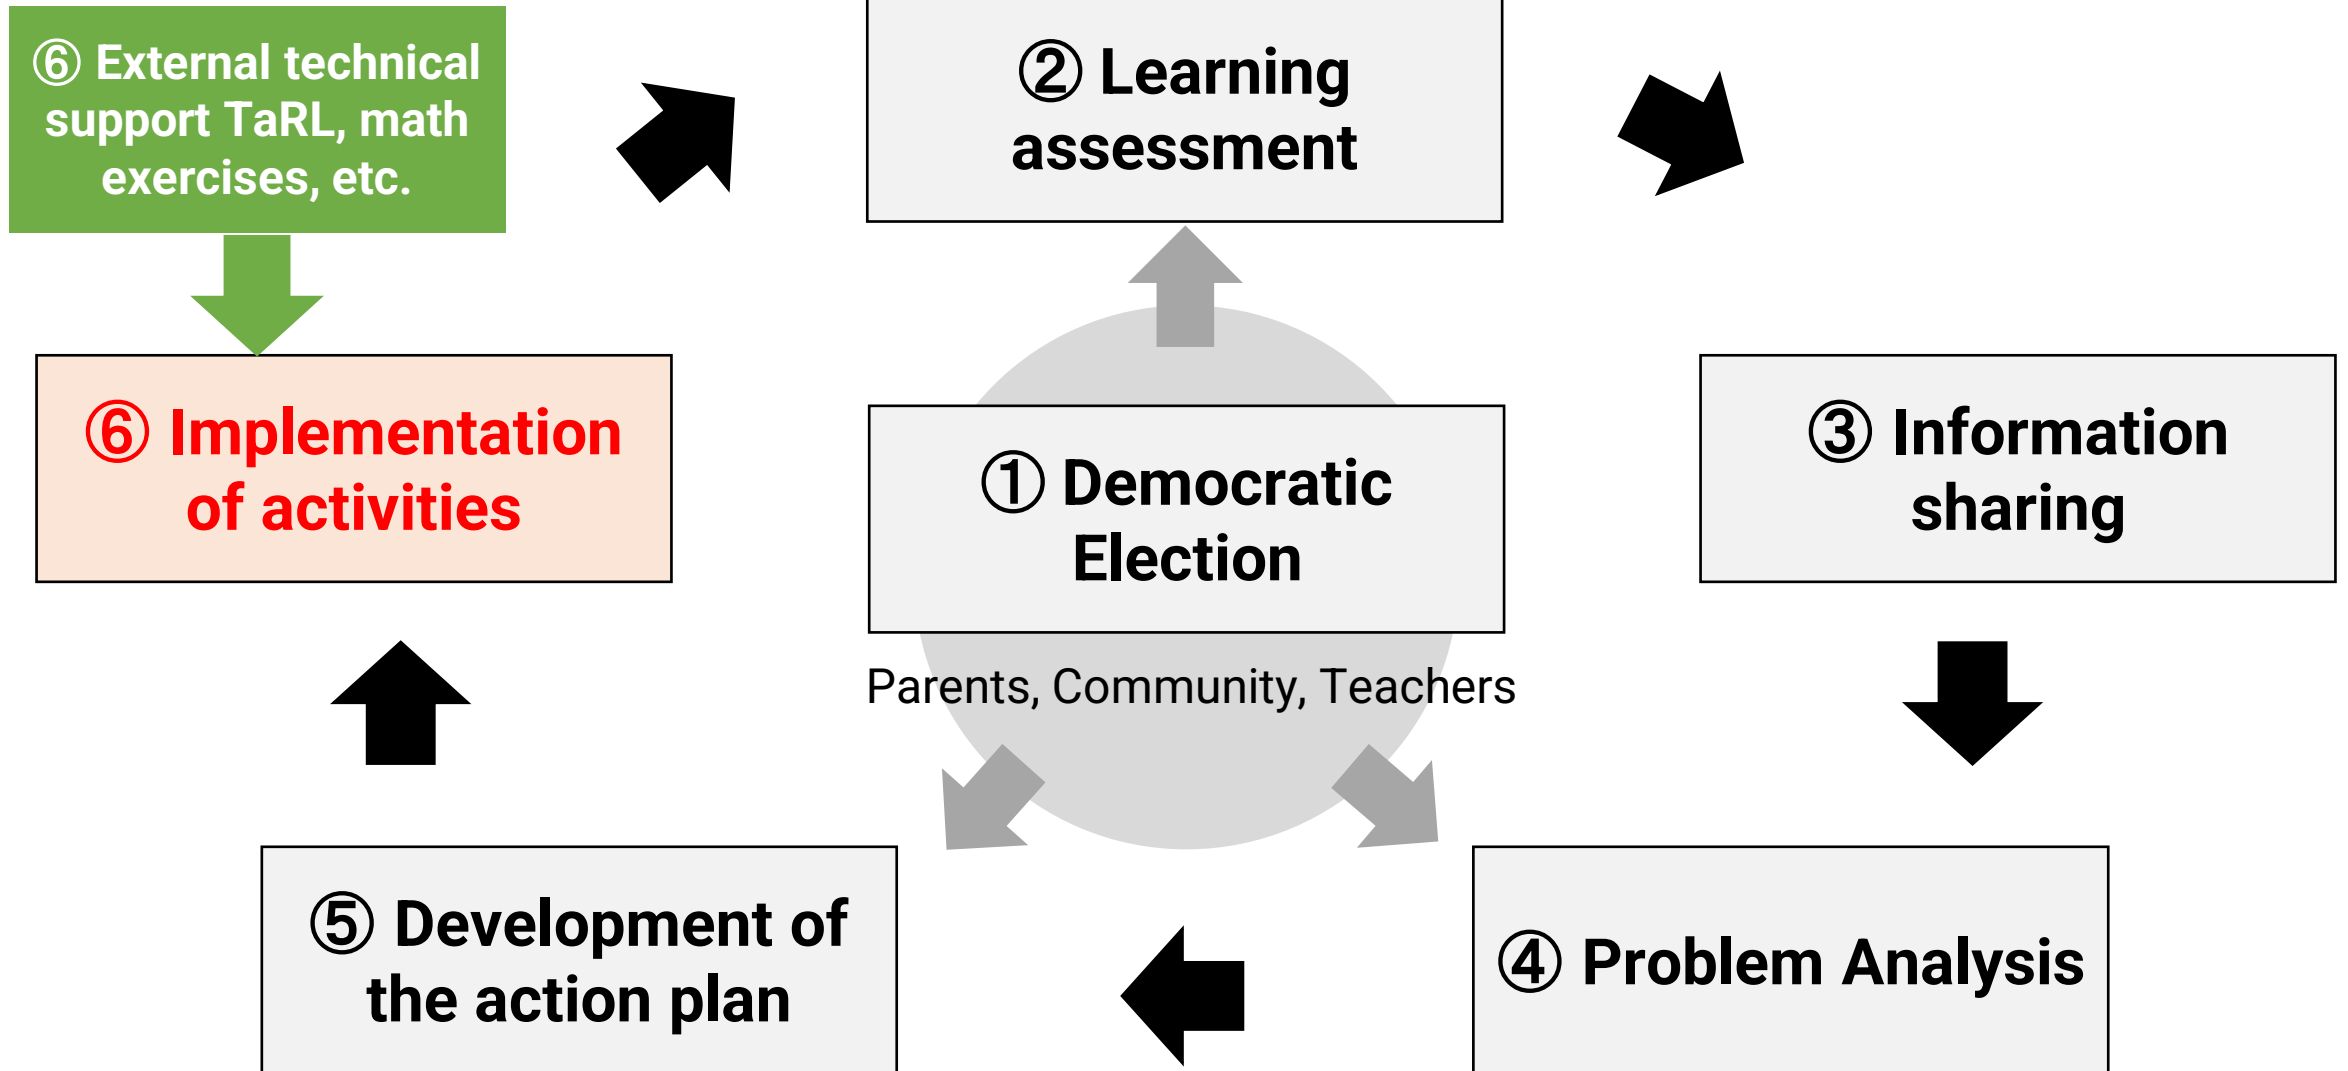 ⑥ External technical
support TaRL, math
exercises, etc.
② Learning
assessment
⑥ Implementation
of activities
① Democratic
Election
③ Information
sharing
Parents, Community, Teachers
⑤ Development of
the action plan
④ Problem Analysis